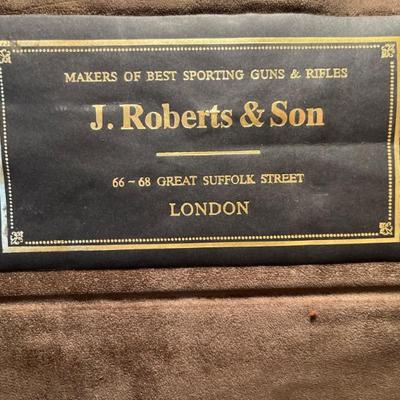 MAKERS OF BEST SPORTING GUNS & RIFLES
J. Roberts & Son
66 ~ 68 GREAT SUFFOLK STREET
LONDON